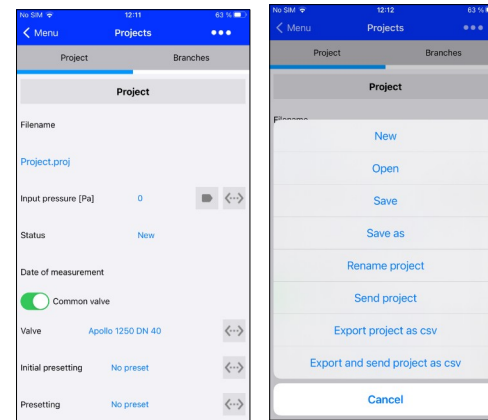 No SIM 12:11 63 %
Menu Projects
Project Branches
Project
Filename
Project.proj
Input pressure [Pa] 0
Status New
Date of measurement
Common valve
Valve Apollo 1250 DN 40
Initial presetting No preset
Presetting No preset
No SIM 12:12 63 %
Menu Projects
Project Branches
Project
Filename
New
Open
Save
Save as
Rename project
Send project
Export project as csv
Export and send project as csv
Cancel